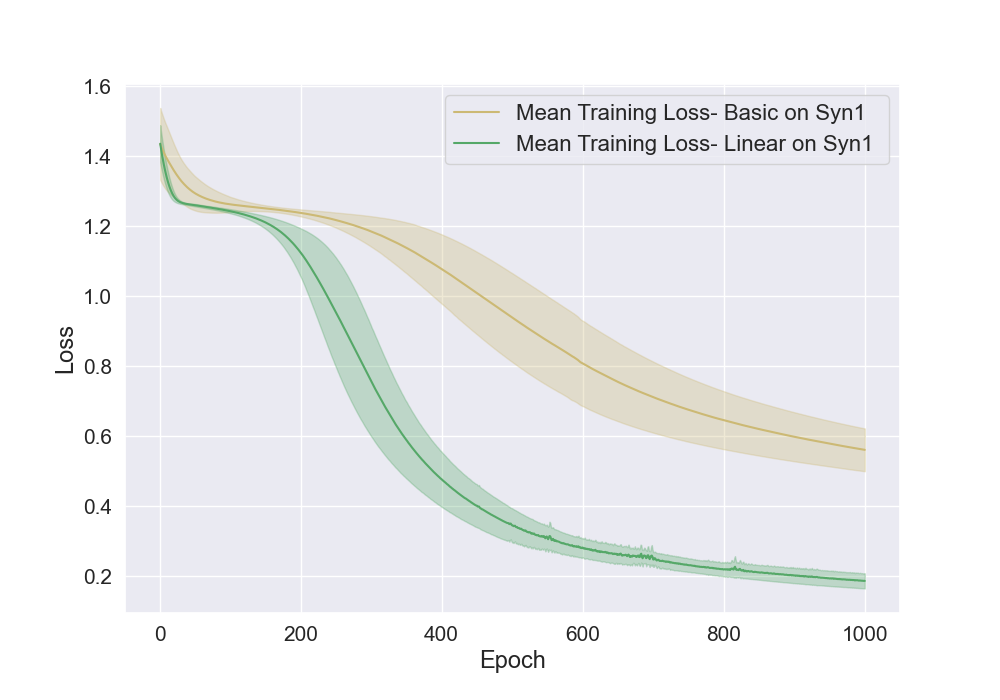 Mean Training Loss- Basic on Syn1
Mean Training Loss- Linear on Syn1
1.6
1.4
1.2
1.0
0.8
0.6
0.4
0.2
Loss
0 200 400 600 800 1000
Epoch